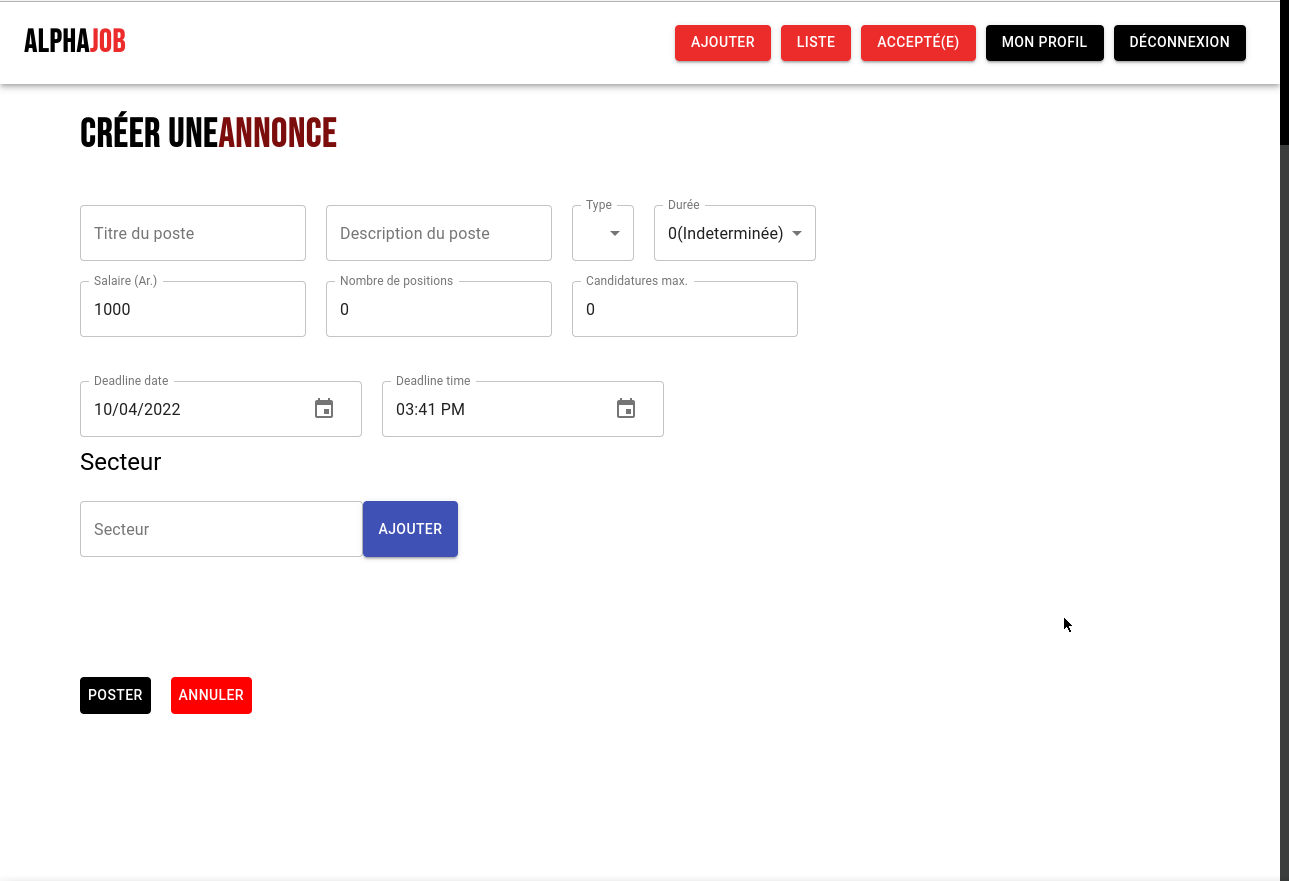 ALPHAJOB
AJOUTER LISTE ACCEPTÉ(E) MON PROFIL DÉCONNEXION
CRÉER UNEANNONCE
Type Durée
Titre du poste Description du poste 0(Indeterminée)
Salaire (Ar.) Nombre de positions Candidatures max.
1000 0 0
Deadline date Deadline time
10/04/2022 03:41 PM
Secteur
Secteur AJOUTER
POSTER ANNULER